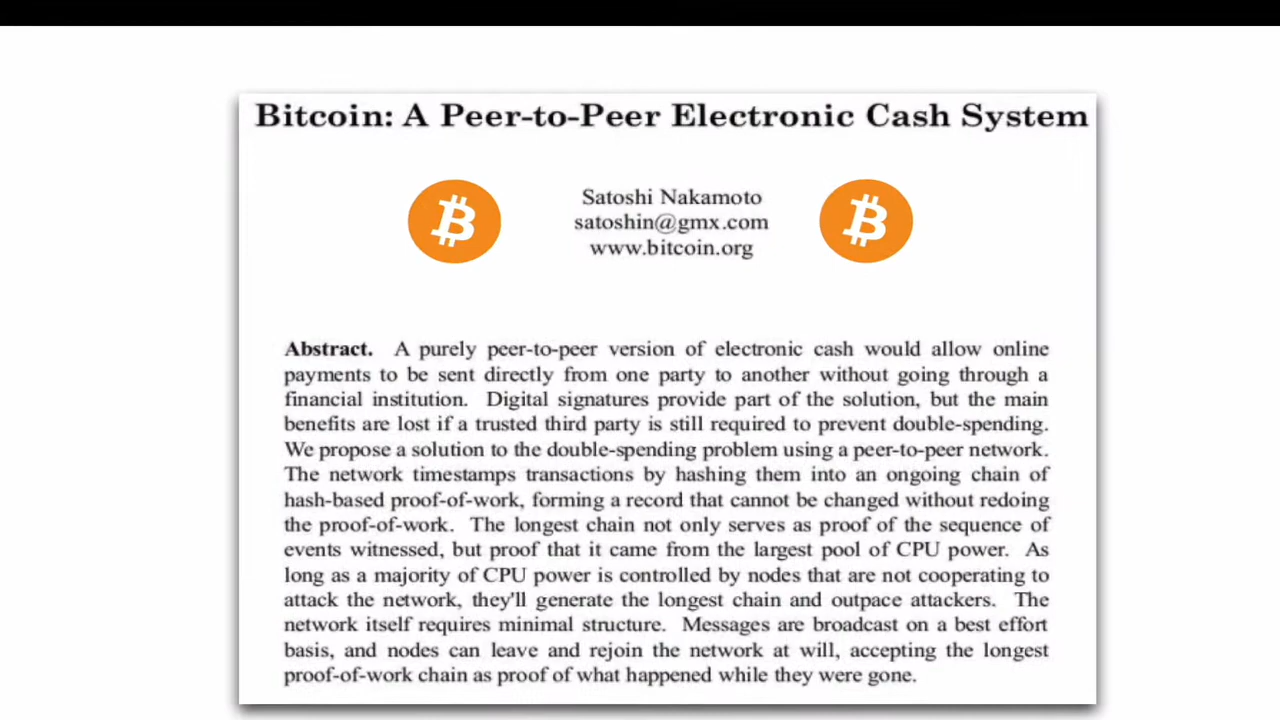 Bitcoin: A Peer-to-Peer Electronic Cash System
Satoshi Nakamoto
satoshin@gmx.com
www.bitcoin.org
Abstract. A purely peer-to-peer version of electronic cash would allow online
payments to be sent directly from one party to another without going through a
financial institution. Digital signatures provide part of the solution, but the main
benefits are lost if a trusted third party is still required to prevent double-spending.
We propose a solution to the double-spending problem using a peer-to-peer network.
The network timestamps transactions by hashing them into an ongoing chain of
hash-based proof-of-work, forming a record that cannot be changed without redoing
the proof-of-work. The longest chain not only serves as proof of the sequence of
events witnessed, but proof that it came from the largest pool of CPU power. As
long as a majority of CPU power is controlled by nodes that are not cooperating to
attack the network, they'll generate the longest chain and outpace attackers. The
network itself requires minimal structure. Messages are broadcast on a best effort
basis, and nodes can leave and rejoin the network at will, accepting the longest
proof-of-work chain as proof of what happened while they were gone.